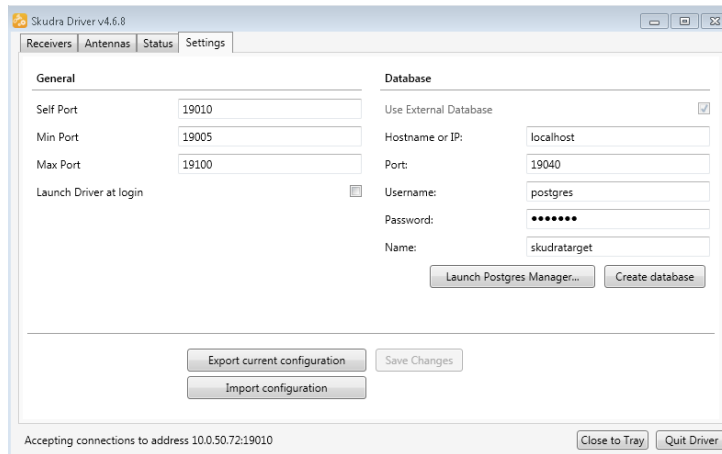 Skudra Driver v4.6.8
Receivers Antennas Status Settings
General
Self Port 19010
Min Port 19005
Max Port 19100
Launch Driver at login
Database
Use External Database
Hostname or IP: localhost
Port: 19040
Username: postgres
Password: •••••••
Name: skudratarget
Launch Postgres Manager... Create database
Export current configuration Save Changes
Import configuration
Accepting connections to address 10.0.50.72:19010 Close to Tray Quit Driver